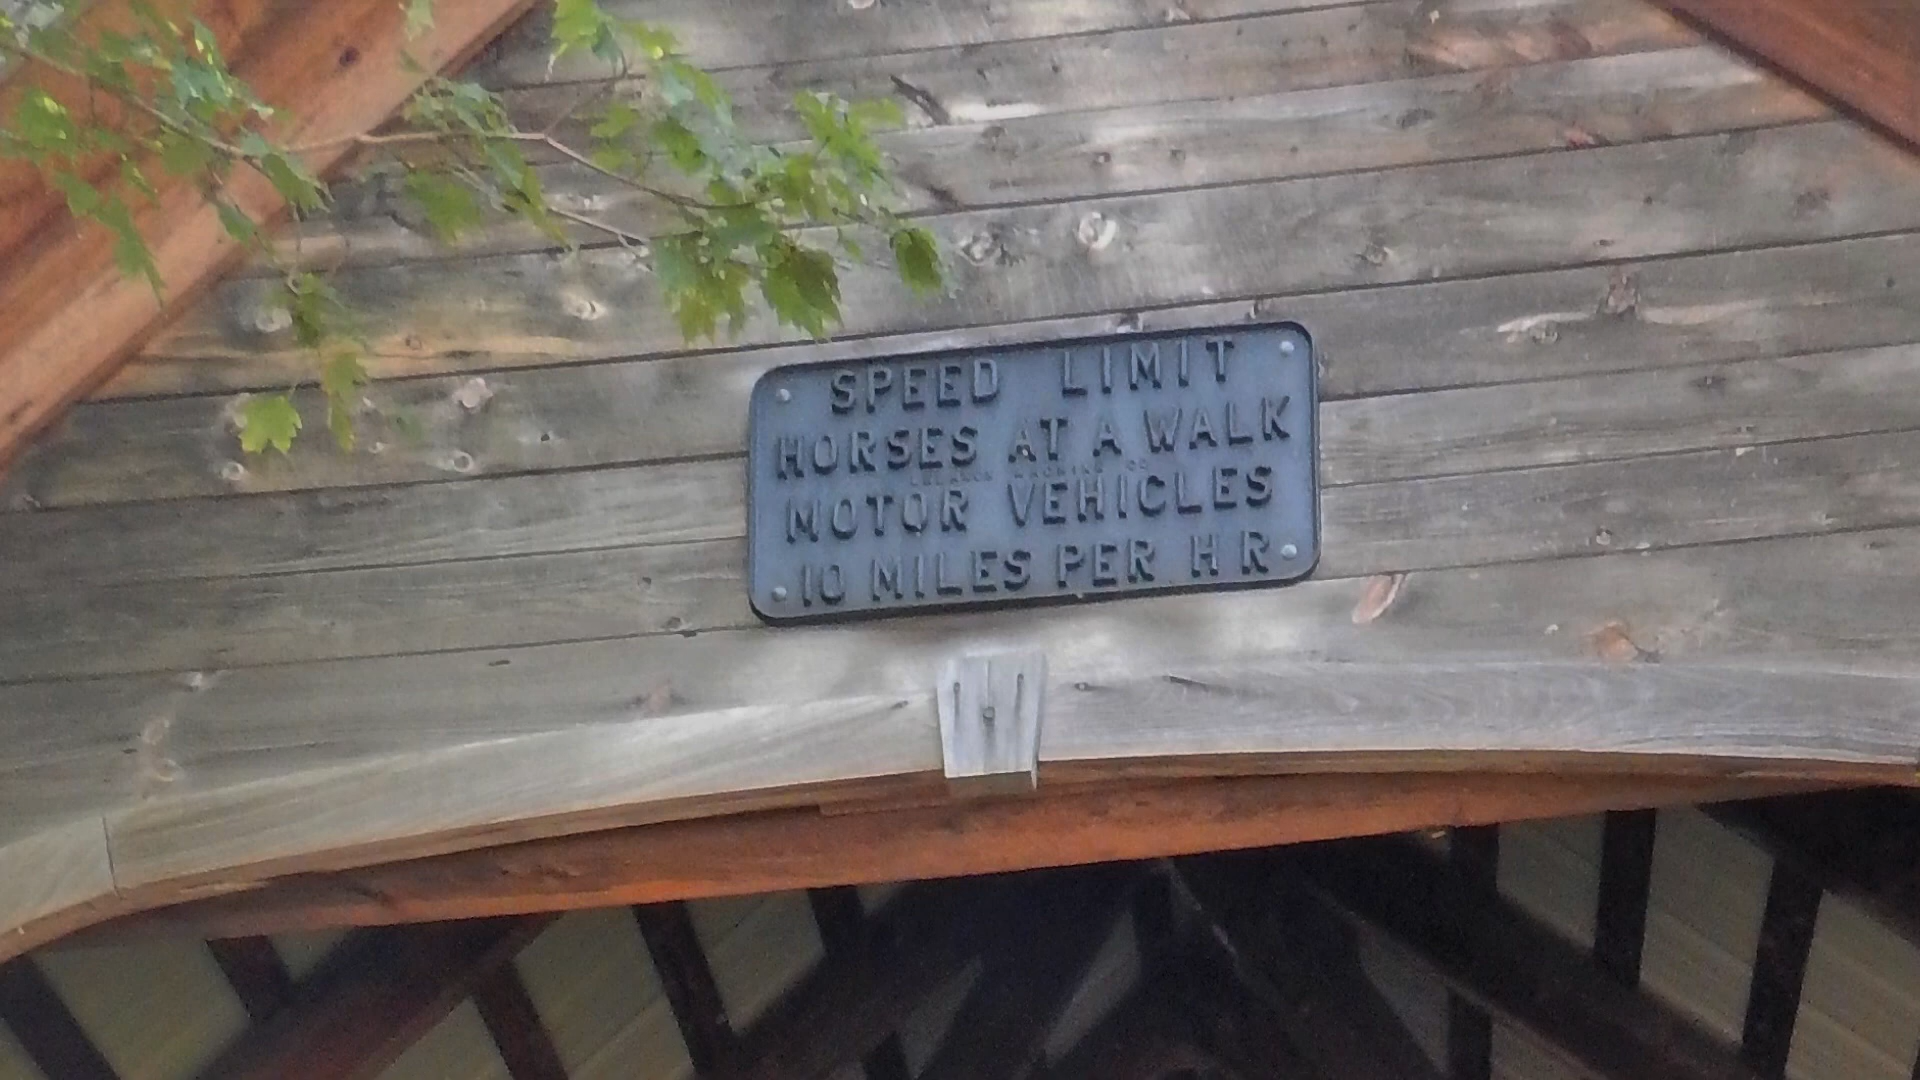 SPEED LIMIT
HORSES AT A WALK
MOTOR VEHICLES
10 MILES PER HR